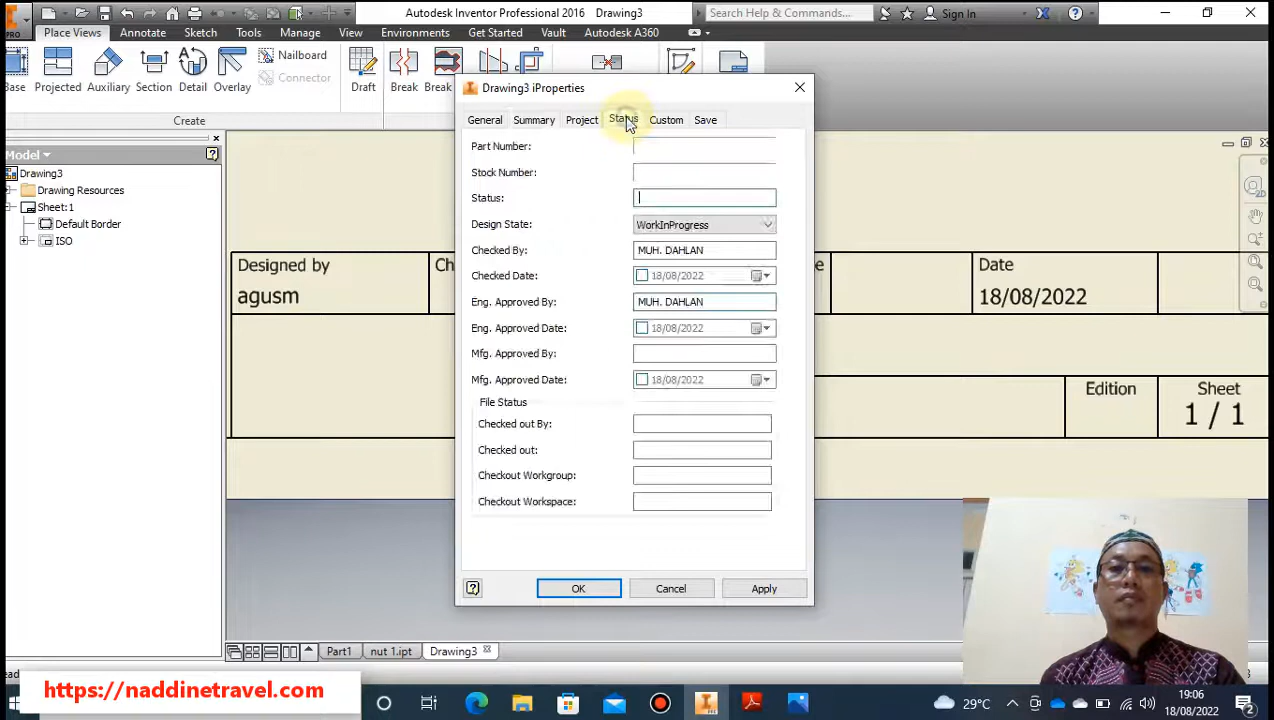 PRO
Autodesk Inventor Professional 2016 Drawing3
Search Help & Commands...
Sign In
Place Views Annotate Sketch Tools Manage View Environments Get Started Vault Autodesk A360
Base Projected Auxiliary Section Detail Overlay
Nailboard
Connector
Draft Break Break
Create
Model
Drawing3
Drawing Resources
Sheet:1
Default Border
ISO
Drawing3 iProperties
General Summary Project Status Custom Save
Part Number:
Stock Number:
Status:
Design State: WorkInProgress
Checked By: MUH. DAHLAN
Checked Date: 18/08/2022
Eng. Approved By: MUH. DAHLAN
Eng. Approved Date: 18/08/2022
Mfg. Approved By:
Mfg. Approved Date: 18/08/2022
File Status
Checked out By:
Checked out:
Checkout Workgroup:
Checkout Workspace:
OK Cancel Apply
Designed by
agusm
Date
18/08/2022
Edition
Sheet
1 / 1
Part1 nut 1.ipt Drawing3
https://naddinetravel.com
29°C
19:06
18/08/2022
2